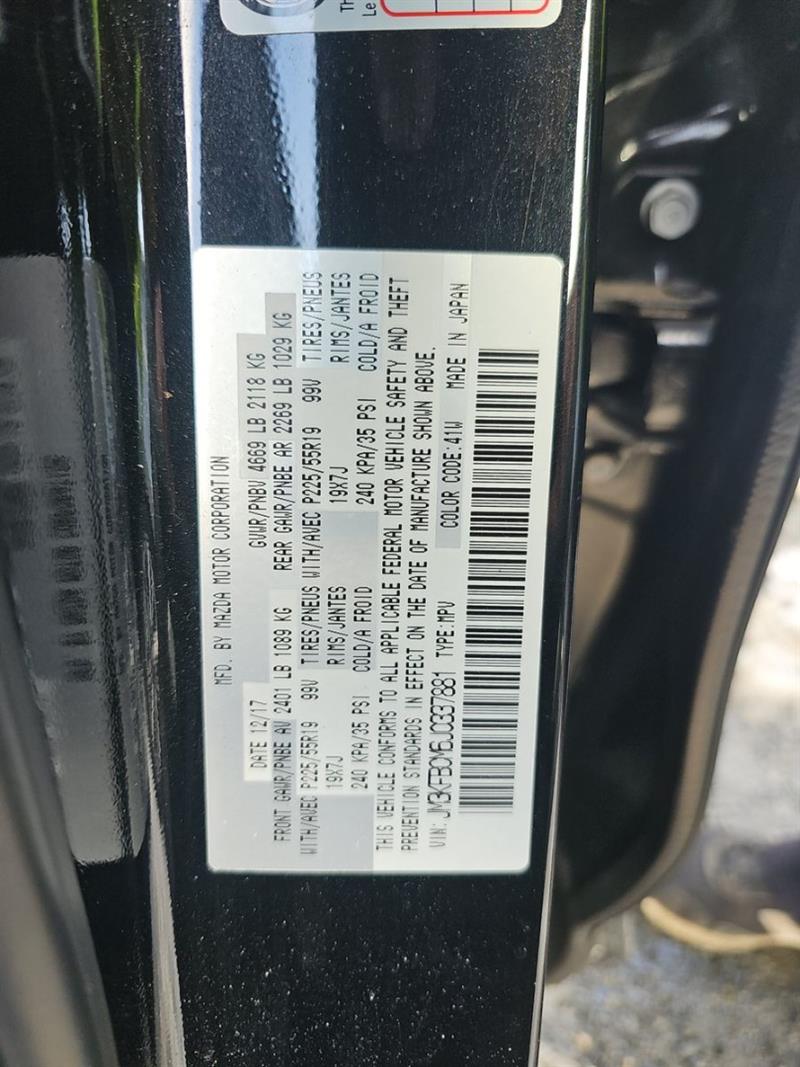 Th
Le
MFD. BY MAZDA MOTOR CORPORATION
DATE 12/17 GVWR/PNBV 4669 LB 2118 KG
FRONT GAWR/PNBE AV 2401 LB 1089 KG REAR GAWR/PNBE AR 2269 LB 1029 KG
WITH/AVEC P225/55R19 99V TIRES/PNEUS WITH/AVEC P225/55R19 99V TIRES/PNEUS
19X7J RIMS/JANTES 19X7J RIMS/JANTES
240 KPA/35 PSI COLD/A FROID 240 KPA/35 PSI COLD/A FROID
THIS VEHICLE CONFORMS TO ALL APPLICABLE FEDERAL MOTOR VEHICLE SAFETY AND THEFT
PREVENTION STANDARDS IN EFFECT ON THE DATE OF MANUFACTURE SHOWN ABOVE.
VIN: JM3KFBCM6J0337881 TYPE:MPV COLOR CODE:41W MADE IN JAPAN